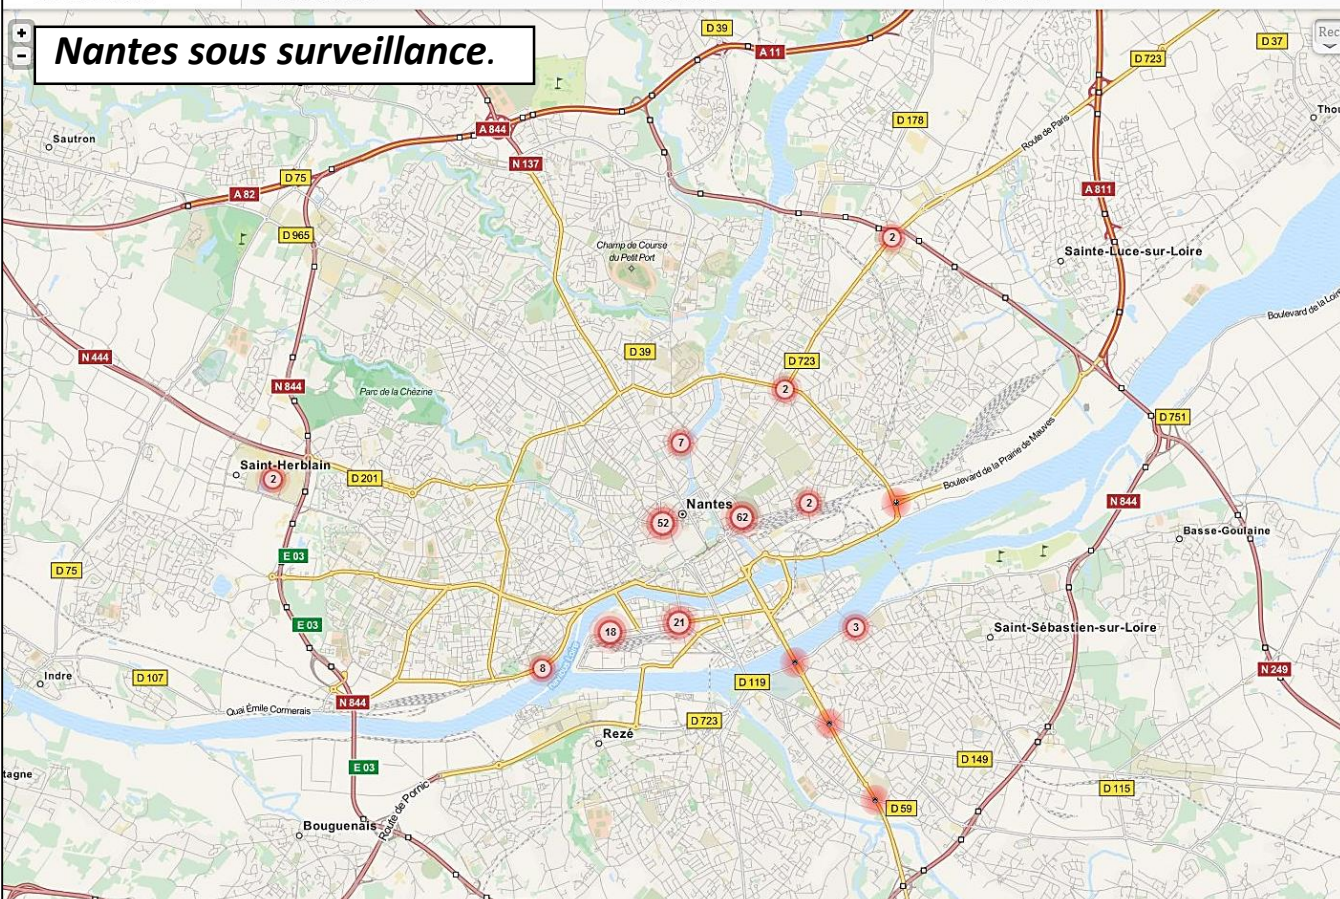 Nantes sous surveillance.
+
−
Rec
D 39
A 11
D 37
D 723
Sautron
A 844
D 178
Route de Paris
N 137
D 75
A 82
A 811
D 965
Champ de Course
du Petit Port
2
Sainte-Luce-sur-Loire
Boulevard de la Loire
N 444
D 39
D 723
N 844
Parc de la Chézine
2
D 751
7
Boulevard de la Prairie de Mauves
Saint-Herblain
2
D 201
Nantes
52
62
2
N 844
Basse-Goulaine
E 03
D 75
E 03
18
21
3
Saint-Sébastien-sur-Loire
8
Indre
D 107
D 119
N 249
N 844
Quai Émile Cormerais
D 723
Rezé
E 03
D 149
tagne
D 115
Route de Pornic
D 59
Bouguenais